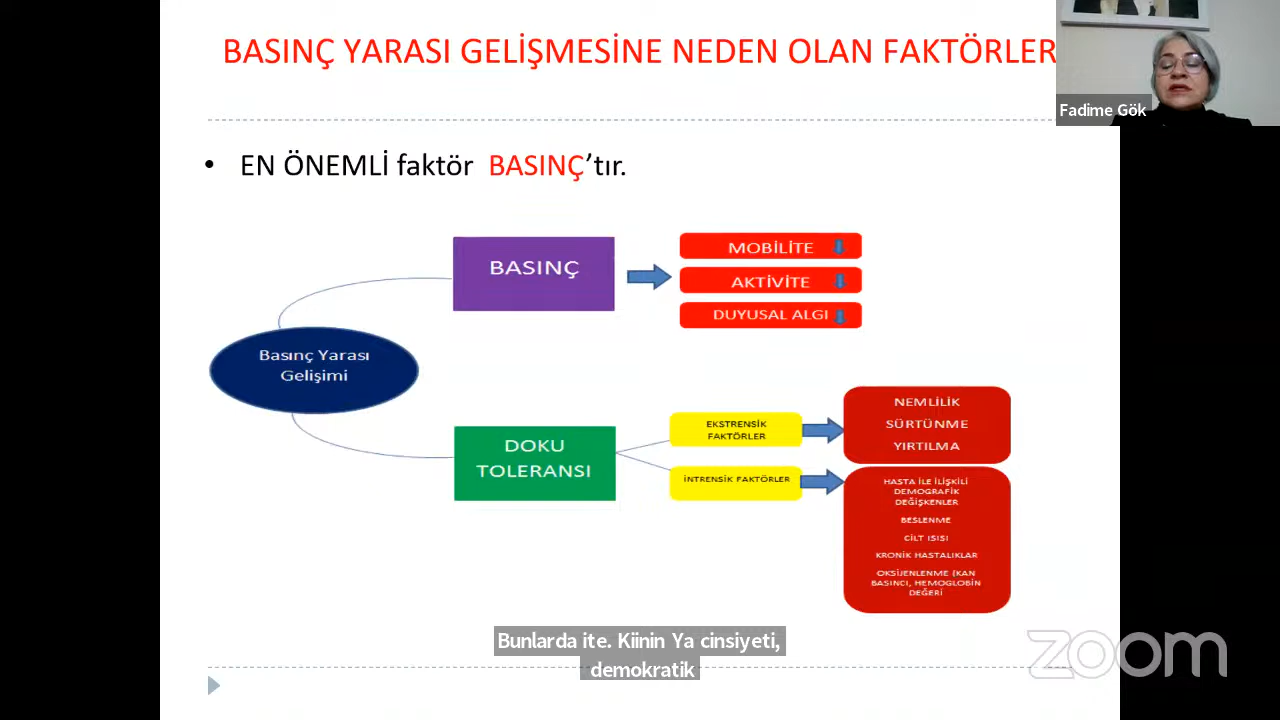 BASINÇ YARASI GELİŞMESİNE NEDEN OLAN FAKTÖRLER
Fadime Gök
• EN ÖNEMLİ faktör BASINÇ’tır.
BASINÇ
MOBİLİTE
AKTİVİTE
DUYUSAL ALGI
Basınç Yarası
Gelişimi
DOKU
TOLERANSI
EKSTRENSİK
FAKTÖRLER
İNTRENSİK FAKTÖRLER
NEMLİLİK
SÜRTÜNME
YIRTILMA
HASTA İLE İLİŞKİLİ
DEMOGRAFİK
DEĞİŞKENLER
BESLENME
CİLT ISISI
KRONİK HASTALIKLAR
OKSİJENLENME (KAN
BASINCI, HEMOGLOBİN
DEĞERİ
Bunlarda ite. Kiinin Ya cinsiyeti,
demokratik
zoom